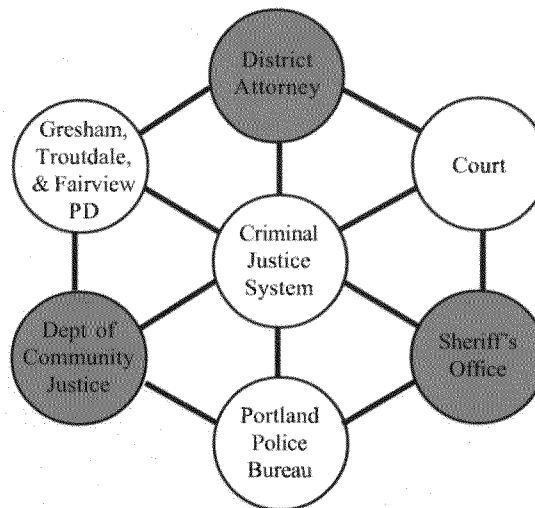 District
Attorney
Gresham,
Troutdale,
& Fairview
PD
Court
Criminal
Justice
System
Dept of
Community
Justice
Sheriff's
Office
Portland
Police
Bureau